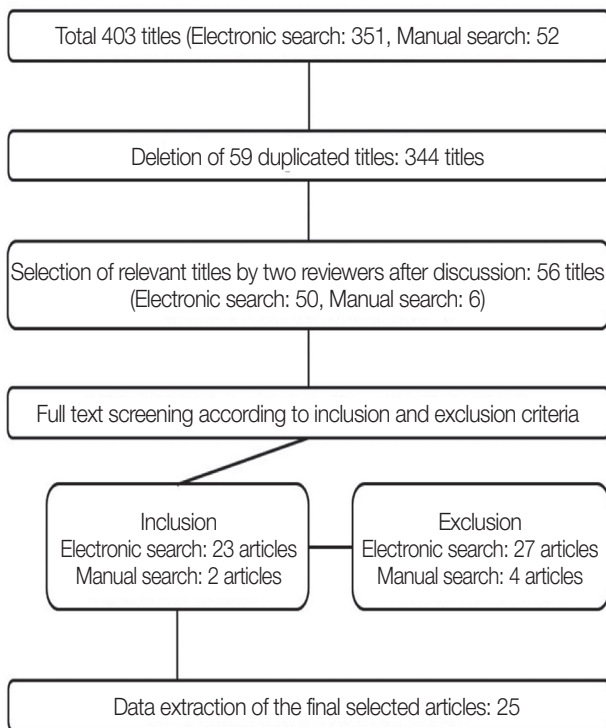 Total 403 titles (Electronic search: 351, Manual search: 52
Deletion of 59 duplicated titles: 344 titles
Selection of relevant titles by two reviewers after discussion: 56 titles
(Electronic search: 50, Manual search: 6)
Full text screening according to inclusion and exclusion criteria
Inclusion
Electronic search: 23 articles
Manual search: 2 articles
Exclusion
Electronic search: 27 articles
Manual search: 4 articles
Data extraction of the final selected articles: 25